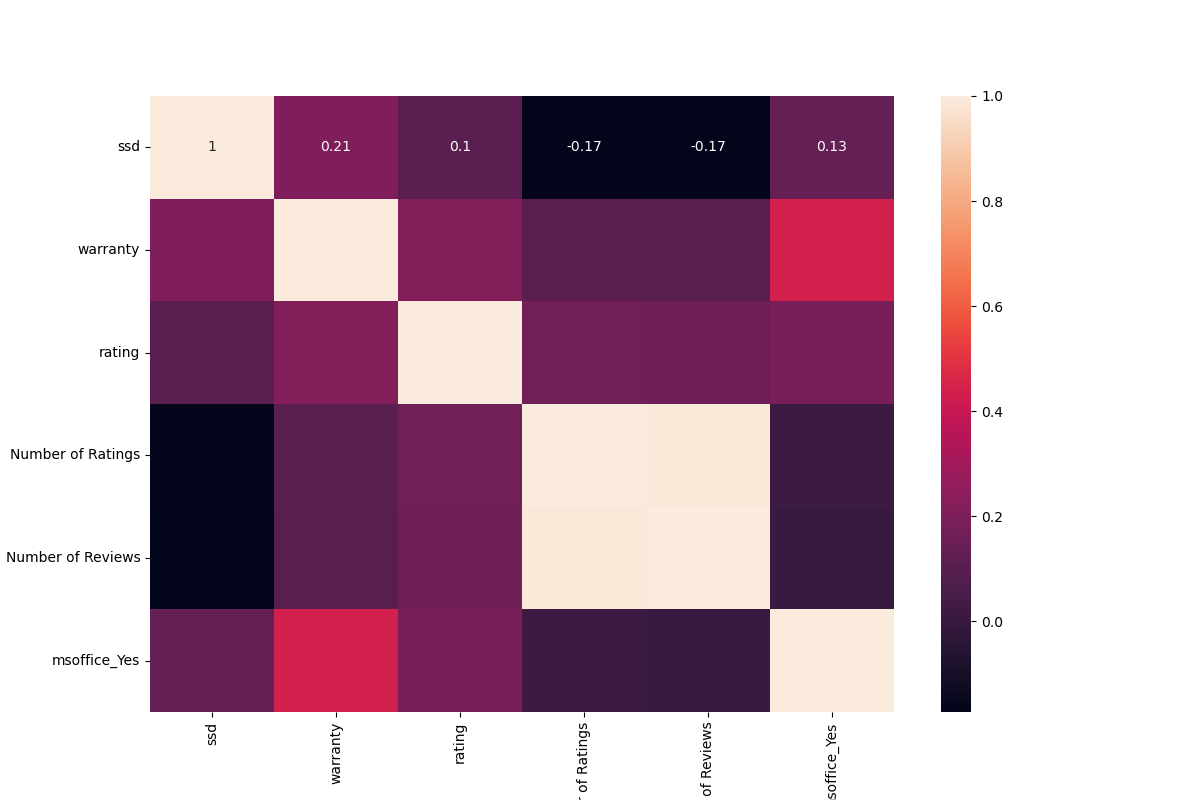 1.0
ssd 1 0.21 0.1 -0.17 -0.17 0.13
0.8
warranty
0.6
rating
0.4
Number of Ratings
0.2
Number of Reviews
0.0
msoffice_Yes
ssd
warranty
rating
of Ratings
of Reviews
soffice_Yes